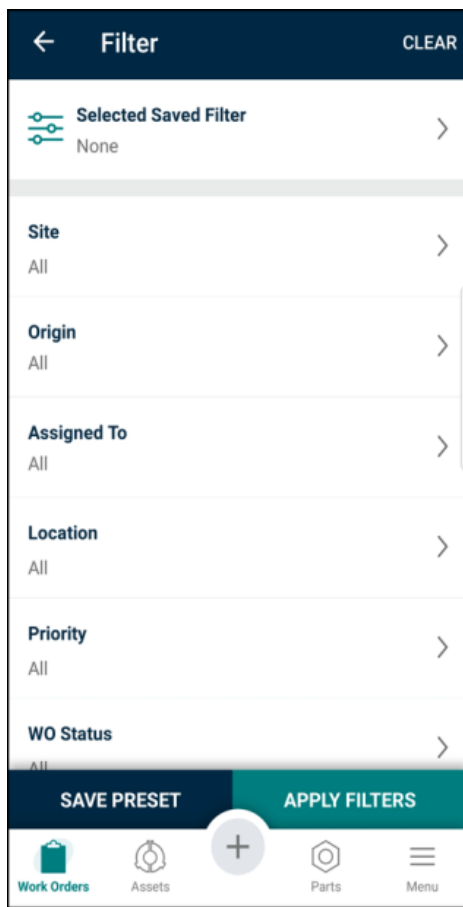 Filter
CLEAR
Selected Saved Filter
None
Site
All
Origin
All
Assigned To
All
Location
All
Priority
All
WO Status
All
SAVE PRESET
APPLY FILTERS
+
Work Orders
Assets
Parts
Menu